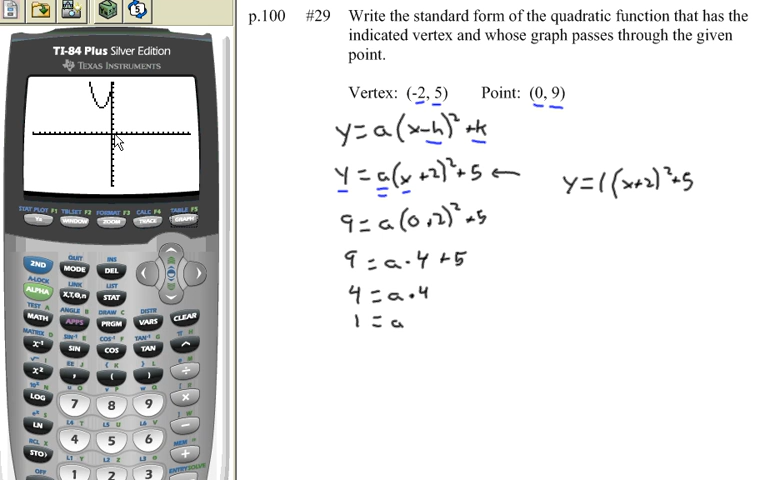 p.100 #29 Write the standard form of the quadratic function that has the
indicated vertex and whose graph passes through the given
point.
Vertex: (-2, 5) Point: (0, 9)
y = a(x-h)² + k
y = a(x+2)² + 5 ←
y = 1(x+2)² + 5
9 = a(0+2)² + 5
9 = a·4 + 5
4 = a·4
1 = a
TI-84 Plus Silver Edition
TEXAS INSTRUMENTS
STAT PLOT F1 TBLSET F2 FORMAT F3 CALC F4 TABLE F5
Y= WINDOW ZOOM TRACE GRAPH
QUIT INS
2ND MODE DEL
A-LOCK LINK LIST
ALPHA X,T,θ,n STAT
TEST A ANGLE B DRAW C DISTR
MATH APPS PRGM VARS CLEAR
MATRIX D SIN⁻¹ E COS⁻¹ F TAN⁻¹ G π H
x⁻¹ SIN COS TAN ^
x² , ( ) ÷
LOG 7 8 9 ×
L4 T L5 U L6 V
LN 4 5 6 −
RCL X L1 Y L2 Z L3 θ MEM "
STO› 1 2 3 +
OFF ENTRY SOLVE